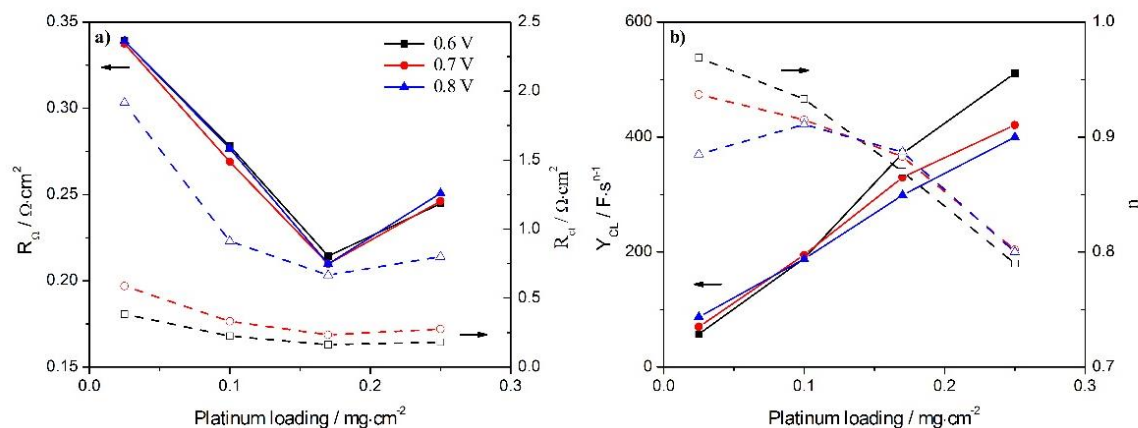 a)
0.6 V
0.7 V
0.8 V
0.35
0.30
0.25
0.20
0.15
R_Ω / Ω·cm²
2.5
2.0
1.5
1.0
0.5
0.0
R_cl / Ω·cm²
0.0 0.1 0.2 0.3
Platinum loading / mg·cm⁻²
b)
600
400
200
0
Y_CL / F·s^(n-1)
1.0
0.9
0.8
0.7
n
0.0 0.1 0.2 0.3
Platinum loading / mg·cm⁻²